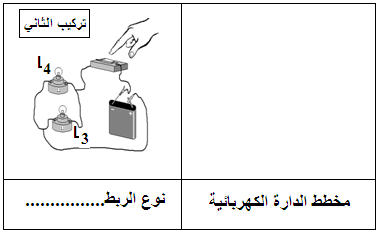 تركيب الثاني
L4
L3
مخطط الدارة الكهربائية
نوع الربط................